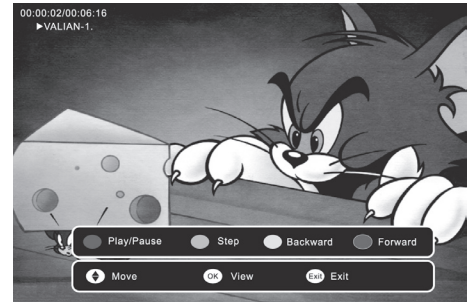 00:00:02/00:06:16
►VALIAN-1.
Play/Pause Step Backward Forward
Move OK View Exit Exit